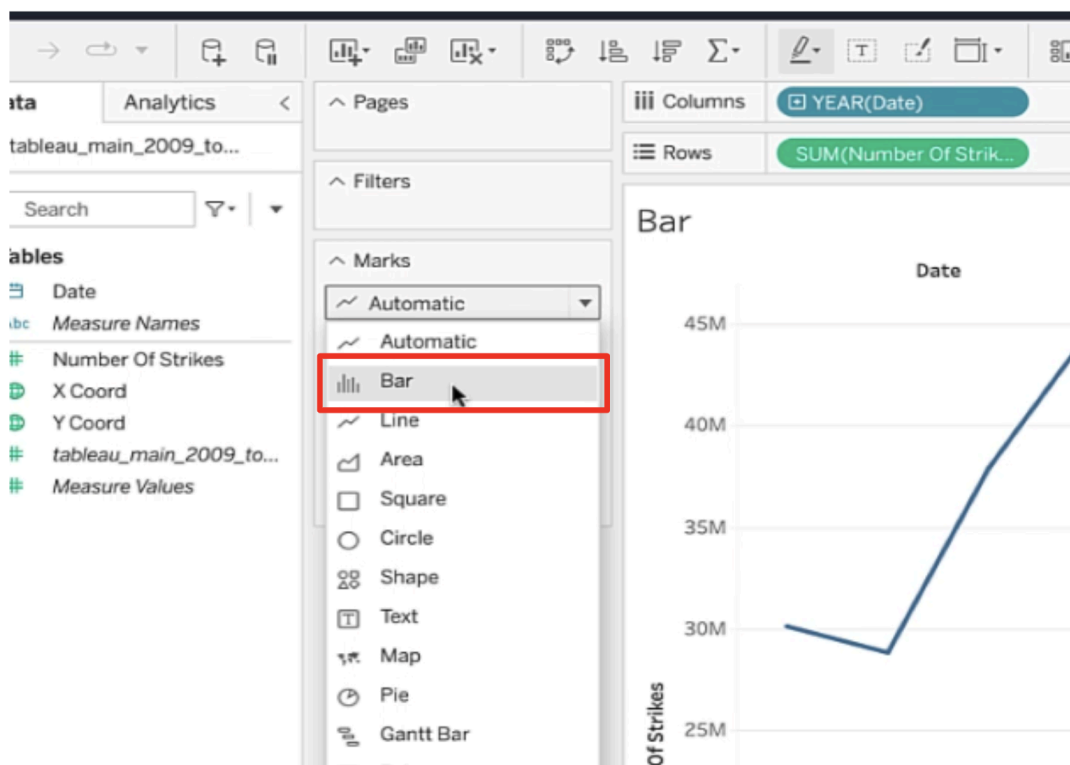 ata
Analytics
tableau_main_2009_to...
Search
Tables
Date
Abc
Measure Names
Number Of Strikes
X Coord
Y Coord
tableau_main_2009_to...
Measure Values
Pages
Filters
Marks
Automatic
Automatic
Bar
Line
Area
Square
Circle
Shape
T Text
Map
Pie
Gantt Bar
Columns
YEAR(Date)
Rows
SUM(Number Of Strik...
Bar
Date
45M
40M
35M
30M
25M
Of Strikes